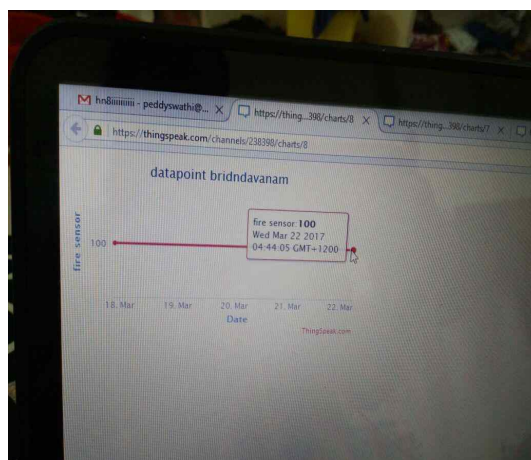 hn8iiiiiiiii - peddyswathi@...
https://thing...398/charts/8
https://thing...398/charts/7
https://thingspeak.com/channels/238398/charts/8
datapoint bridndavanam
fire sensor
100
fire sensor: 100
Wed Mar 22 2017
04:44:05 GMT+1200
18. Mar 19. Mar 20. Mar 21. Mar 22. Mar
Date
ThingSpeak.com